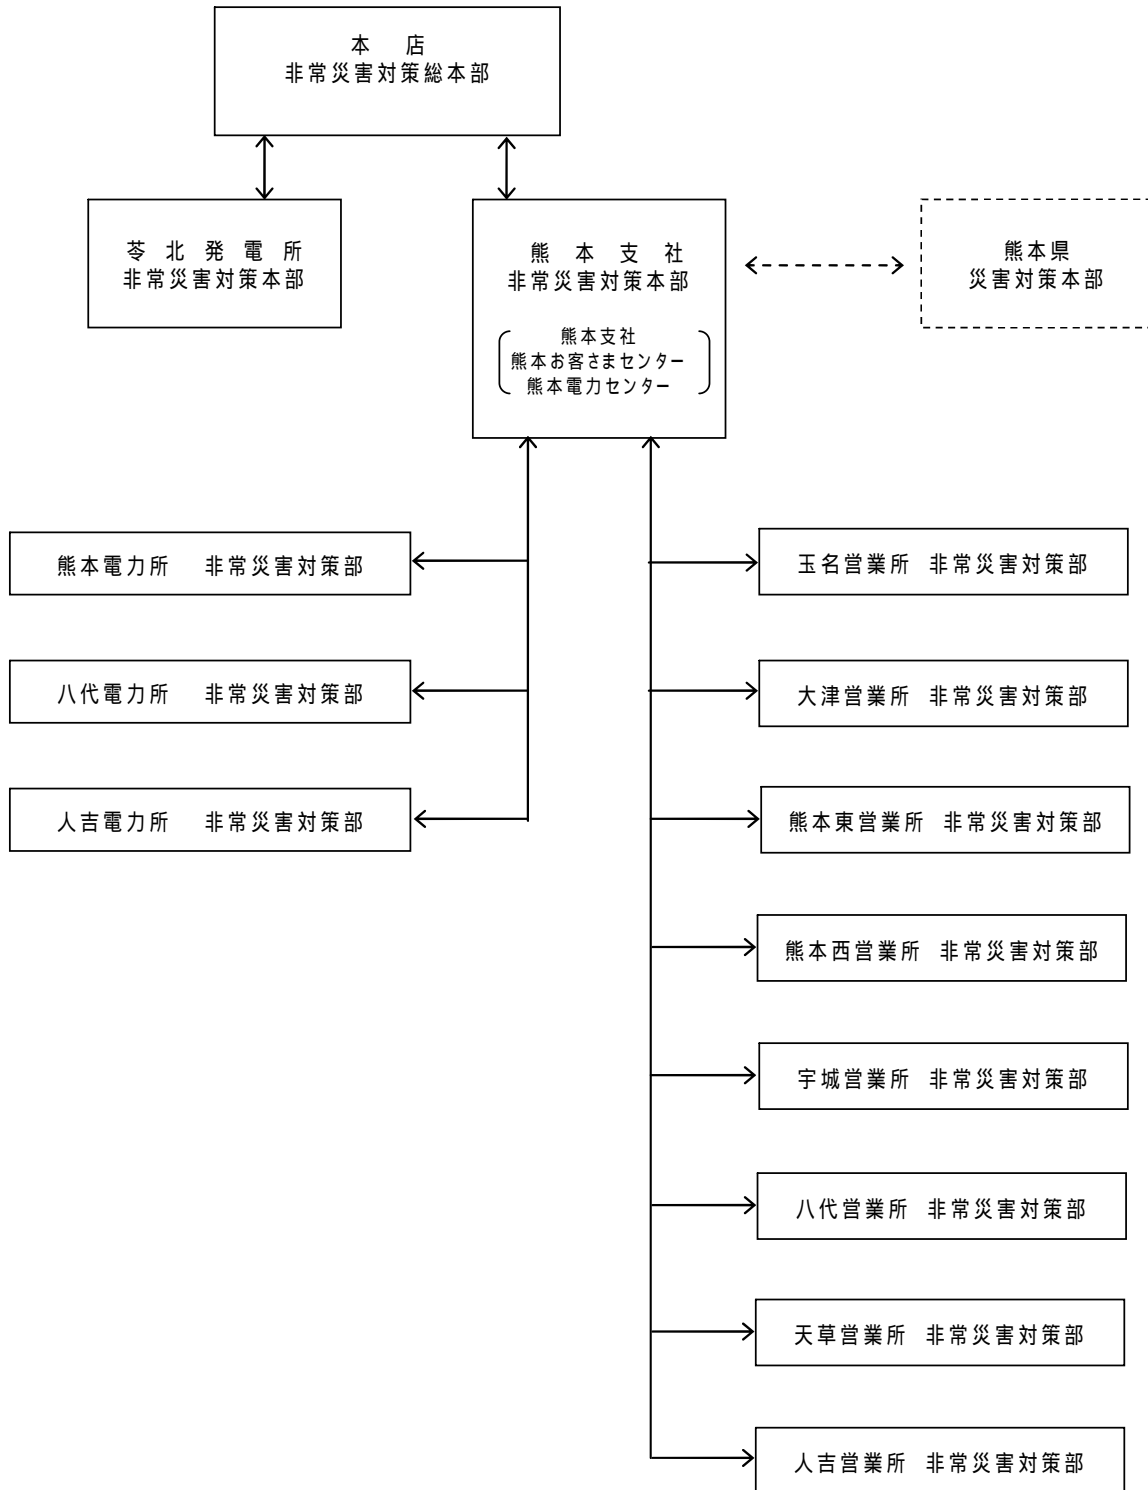 本 店
非常災害対策総本部
苓北発電所
非常災害対策本部
熊本支社
非常災害対策本部
熊本支社
熊本お客さまセンター
熊本電力センター
熊本県
災害対策本部
熊本電力所 非常災害対策部
八代電力所 非常災害対策部
人吉電力所 非常災害対策部
玉名営業所 非常災害対策部
大津営業所 非常災害対策部
熊本東営業所 非常災害対策部
熊本西営業所 非常災害対策部
宇城営業所 非常災害対策部
八代営業所 非常災害対策部
天草営業所 非常災害対策部
人吉営業所 非常災害対策部